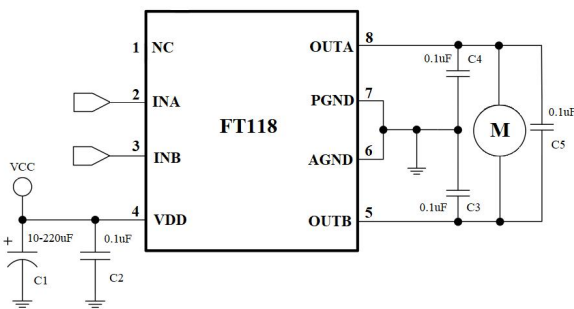 8
1 NC OUTA
0.1uF C4
2 7
INA PGND 0.1uF
FT118 M
3 C5
INB 6
VCC AGND
0.1uF C3
4 5
VDD OUTB
+ 10-220uF 0.1uF
C1 C2